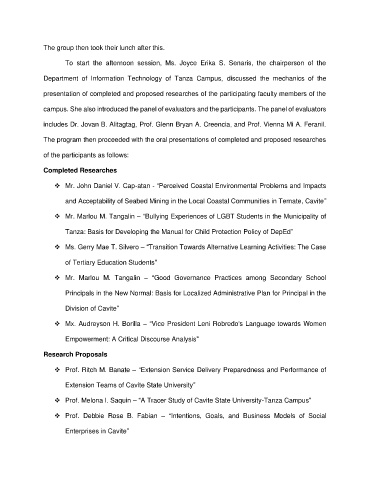 The group then took their lunch after this.
To start the afternoon session, Ms. Joyce Erika S. Senaris, the chairperson of the
Department of Information Technology of Tanza Campus, discussed the mechanics of the
presentation of completed and proposed researches of the participating faculty members of the
campus. She also introduced the panel of evaluators and the participants. The panel of evaluators
includes Dr. Jovan B. Alitagtag, Prof. Glenn Bryan A. Creencia, and Prof. Vienna Mi A. Feranil.
The program then proceeded with the oral presentations of completed and proposed researches
of the participants as follows:
Completed Researches
❖ Mr. John Daniel V. Cap-atan - “Perceived Coastal Environmental Problems and Impacts
and Acceptability of Seabed Mining in the Local Coastal Communities in Ternate, Cavite”
❖ Mr. Marlou M. Tangalin – “Bullying Experiences of LGBT Students in the Municipality of
Tanza: Basis for Developing the Manual for Child Protection Policy of DepEd”
❖ Ms. Gerry Mae T. Silvero – “Transition Towards Alternative Learning Activities: The Case
of Tertiary Education Students”
❖ Mr. Marlou M. Tangalin – “Good Governance Practices among Secondary School
Principals in the New Normal: Basis for Localized Administrative Plan for Principal in the
Division of Cavite”
❖ Mx. Audreyson H. Borilla – “Vice President Leni Robredo's Language towards Women
Empowerment: A Critical Discourse Analysis”
Research Proposals
❖ Prof. Ritch M. Banate – “Extension Service Delivery Preparedness and Performance of
Extension Teams of Cavite State University”
❖ Prof. Melona I. Saquin – “A Tracer Study of Cavite State University-Tanza Campus”
❖ Prof. Debbie Rose B. Fabian – “Intentions, Goals, and Business Models of Social
Enterprises in Cavite”